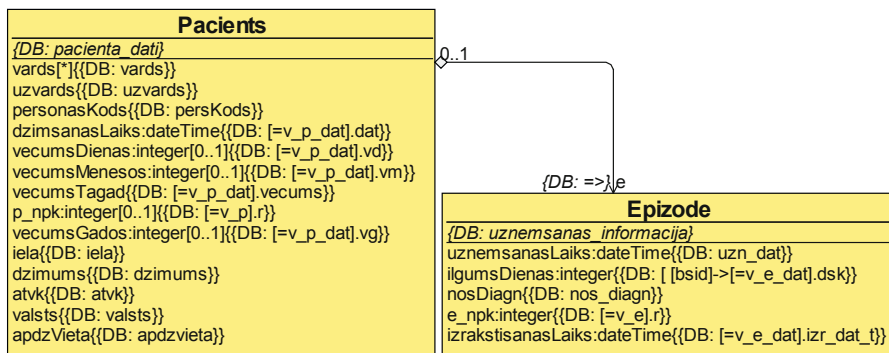 Pacients
{DB: pacienta_dati}
vards[*]{{DB: vards}}
uzvards{{DB: uzvards}}
personasKods{{DB: persKods}}
dzimsanasLaiks:dateTime{{DB: [=v_p_dat].dat}}
vecumsDienas:integer[0..1]{{DB: [=v_p_dat].vd}}
vecumsMenesos:integer[0..1]{{DB: [=v_p_dat].vm}}
vecumsTagad{{DB: [=v_p_dat].vecums}}
p_npk:integer[0..1]{{DB: [=v_p].r}}
vecumsGados:integer[0..1]{{DB: [=v_p_dat].vg}}
iela{{DB: iela}}
dzimums{{DB: dzimums}}
atvk{{DB: atvk}}
valsts{{DB: valsts}}
apdzVieta{{DB: apdzvieta}}
0..1
{DB: =>} e
Epizode
{DB: uznemsanas_informacija}
uznemsanasLaiks:dateTime{{DB: uzn_dat}}
ilgumsDienas:integer{{DB: [ [bsid]->[=v_e_dat].dsk}}
nosDiagn{{DB: nos_diagn}}
e_npk:integer{{DB: [=v_e].r}}
izrakstisanasLaiks:dateTime{{DB: [=v_e_dat].izr_dat_t}}